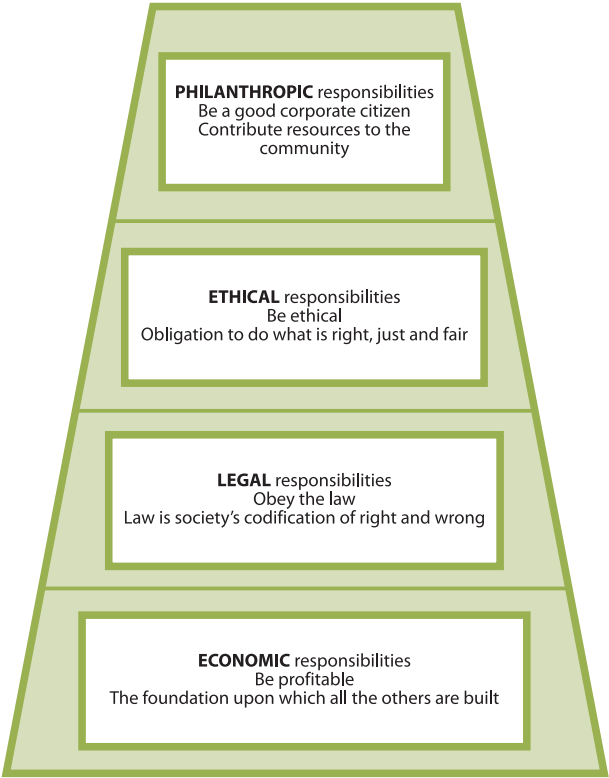 PHILANTHROPIC responsibilities
Be a good corporate citizen
Contribute resources to the
community
ETHICAL responsibilities
Be ethical
Obligation to do what is right, just and fair
LEGAL responsibilities
Obey the law
Law is society’s codification of right and wrong
ECONOMIC responsibilities
Be profitable
The foundation upon which all the others are built